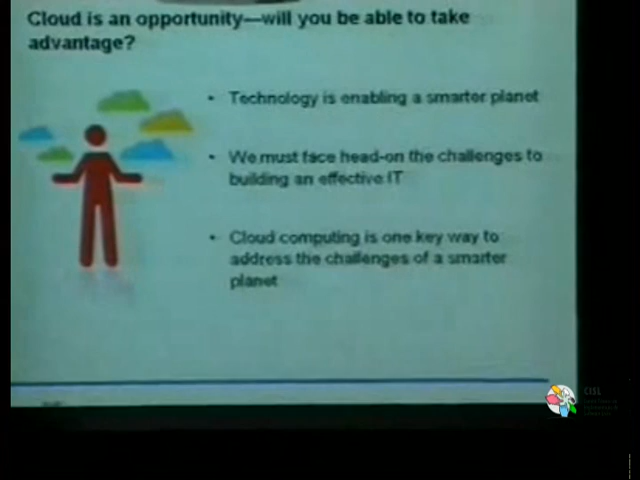 Cloud is an opportunity—will you be able to take
advantage?
• Technology is enabling a smarter planet
• We must face head-on the challenges to
building an effective IT
• Cloud computing is one key way to
address the challenges of a smarter
planet
CISL